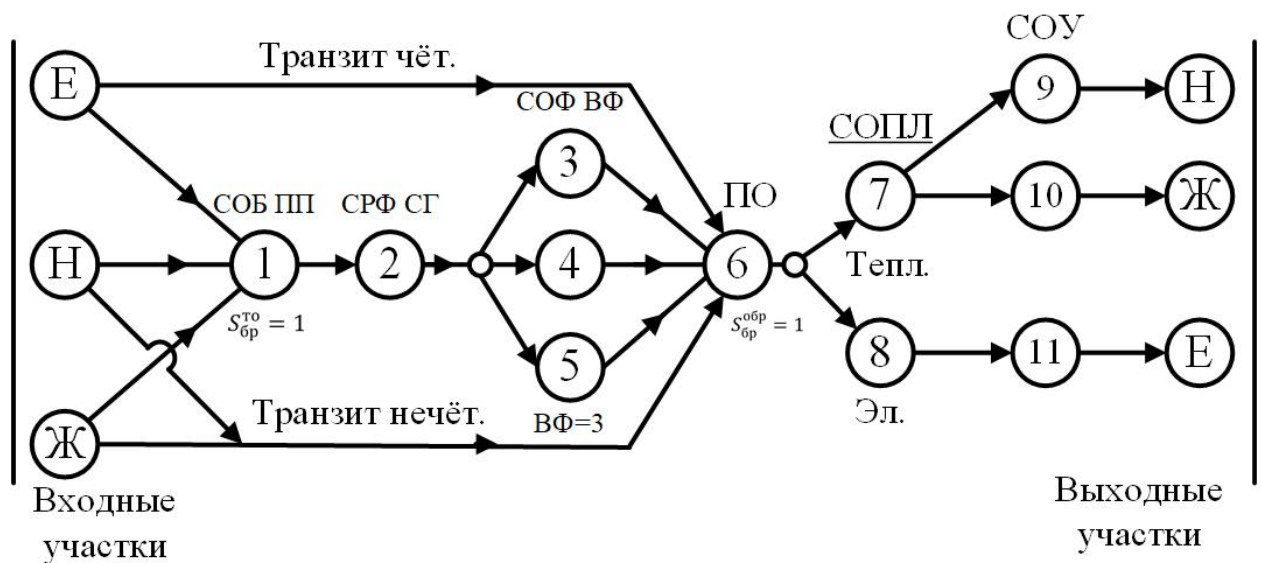 СОУ
Е
Транзит чёт.
9
Н
СОФ ВФ
СОПЛ
3
ПО
7
10
Ж
СОБ ПП
СРФ СГ
Н
1
2
4
6
Тепл.
S_бр^то = 1
S_бр^обр = 1
5
8
11
Е
Ж
Транзит нечёт.
ВФ=3
Эл.
Входные
участки
Выходные
участки